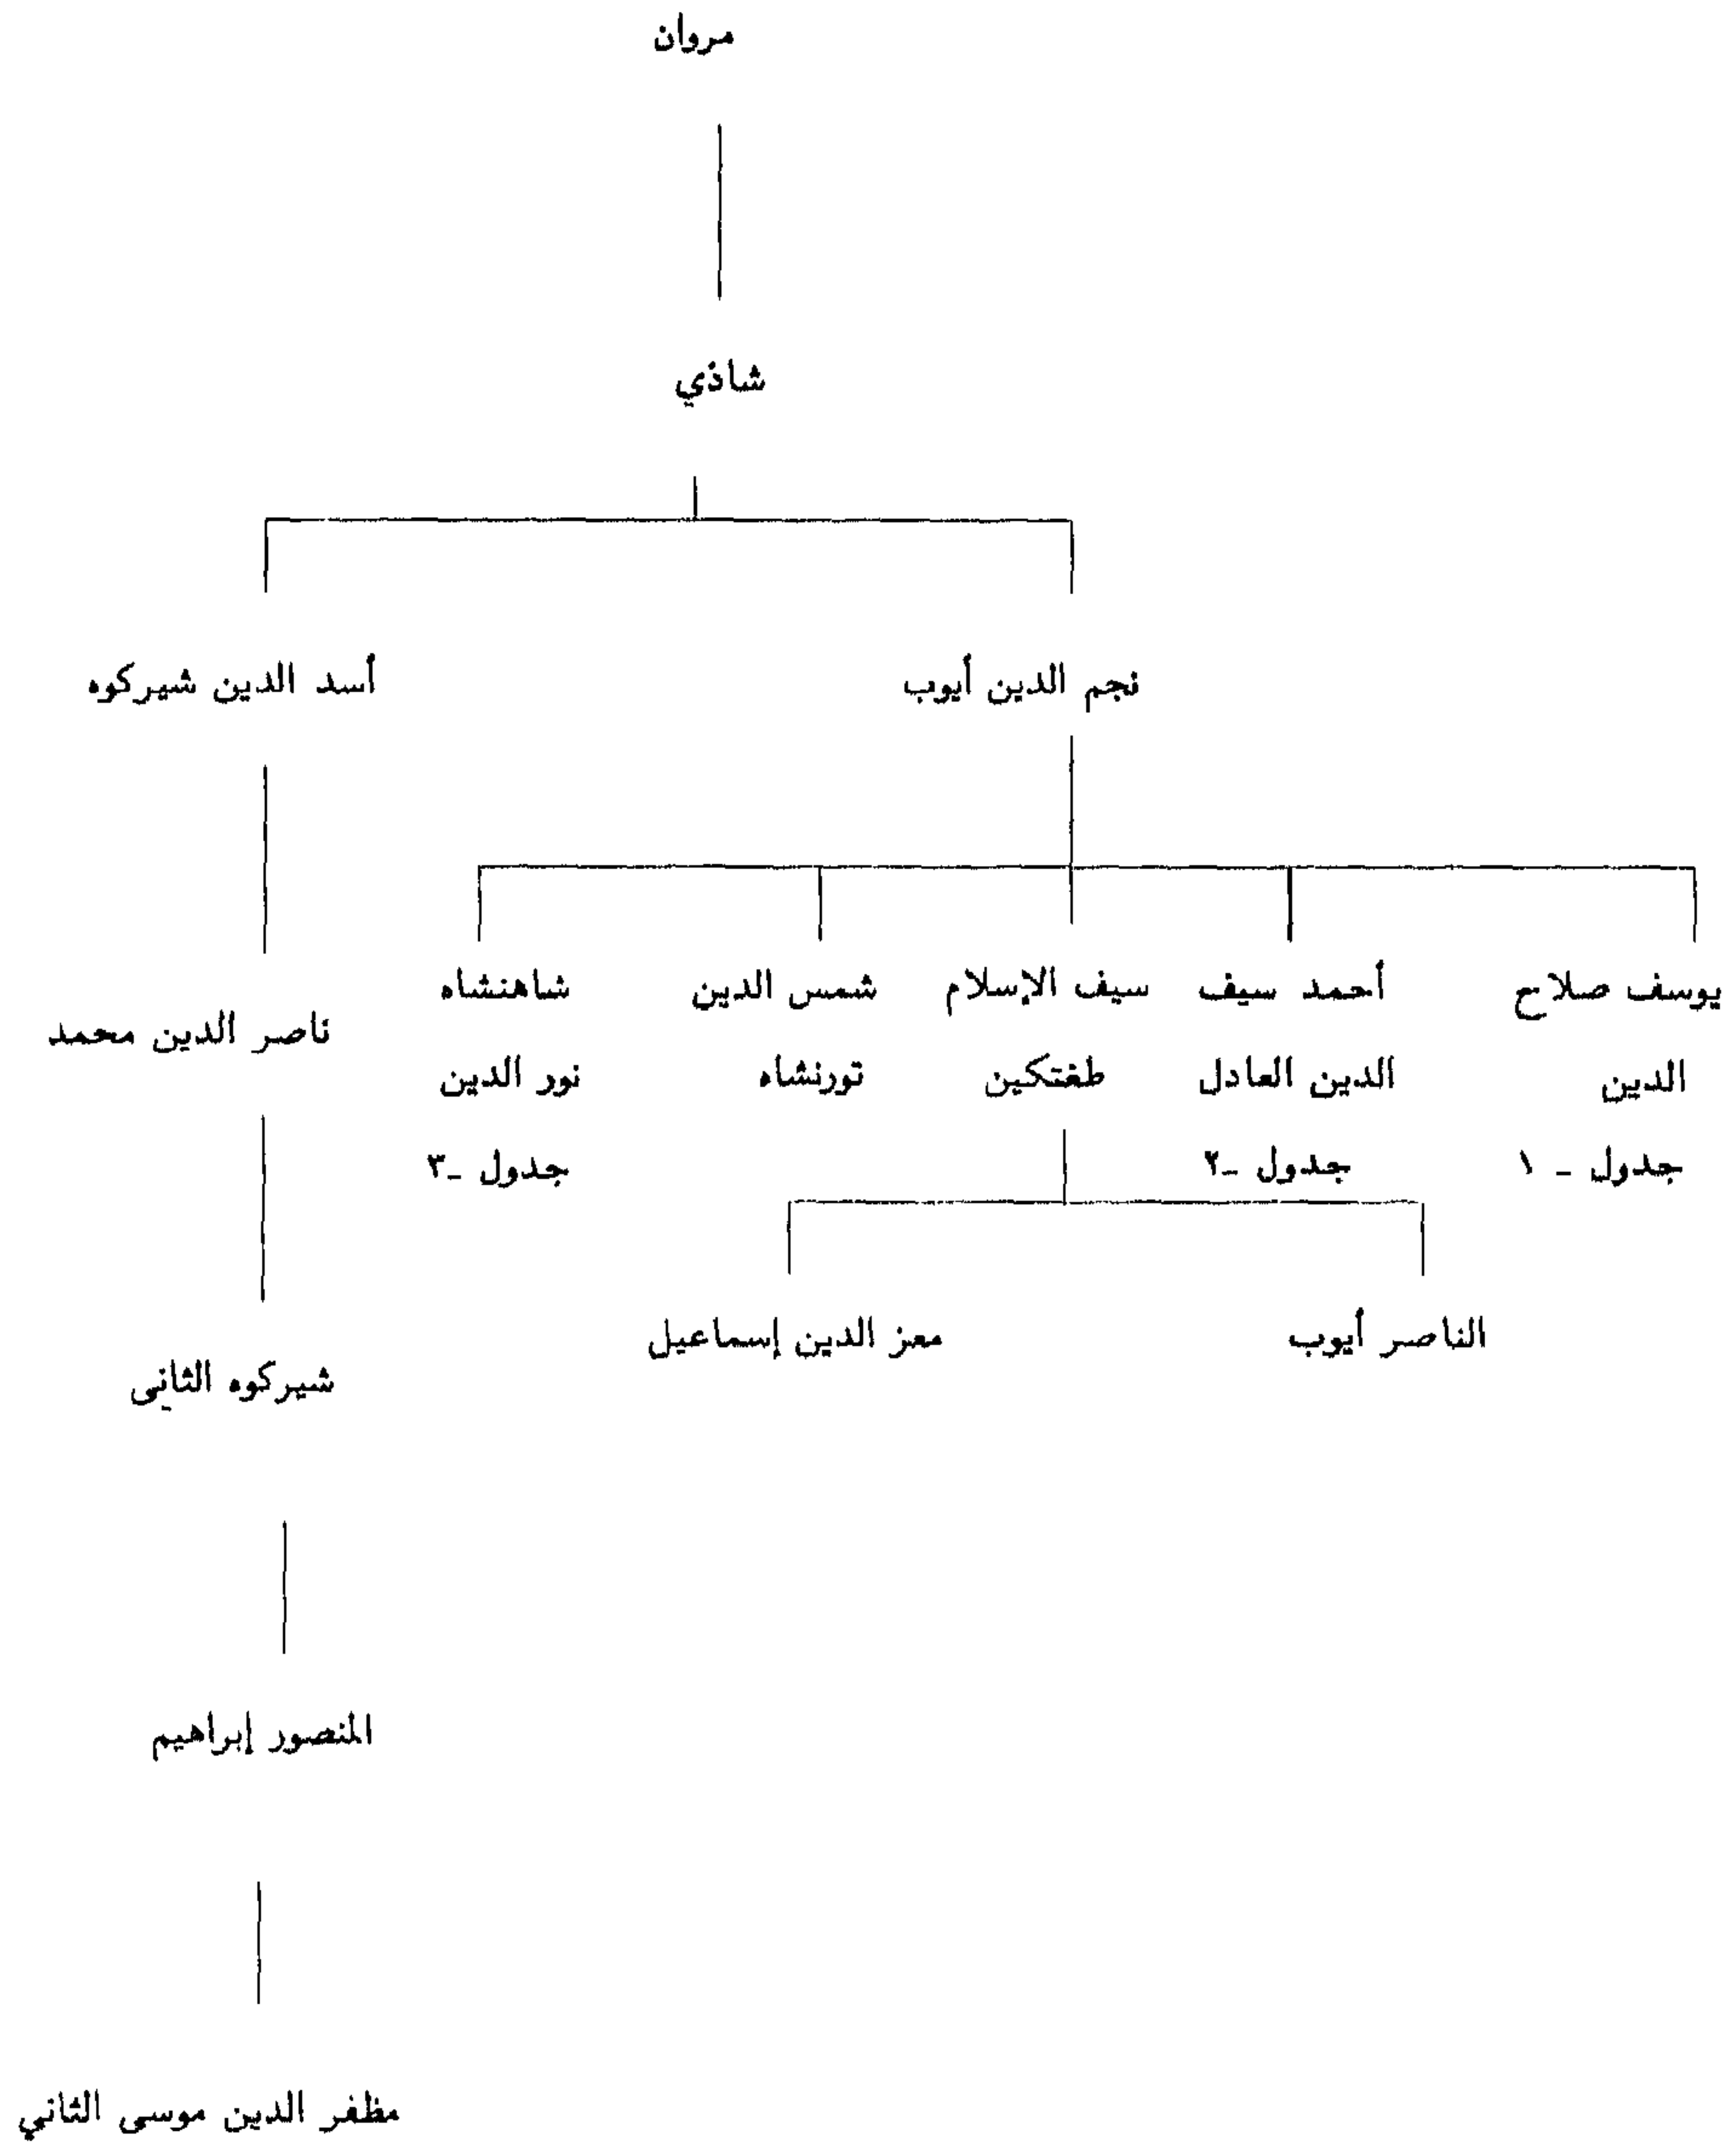 مروان
شاذي
نجم الدين أيوب
أسد الدين شيركوه
يوسف صلاح
الدين
جدول - ١
أحمد سيف
الدين العادل
جدول -٢
سيف الإسلام
طغتكين
شمس الدين
تورنشاه
شاهنشاه
نور الدين
جدول -٣
ناصر الدين محمد
الناصر أيوب
معز الدين إسماعيل
شيركوه الثاني
المنصور إبراهيم
مظفر الدين موسى الثاني